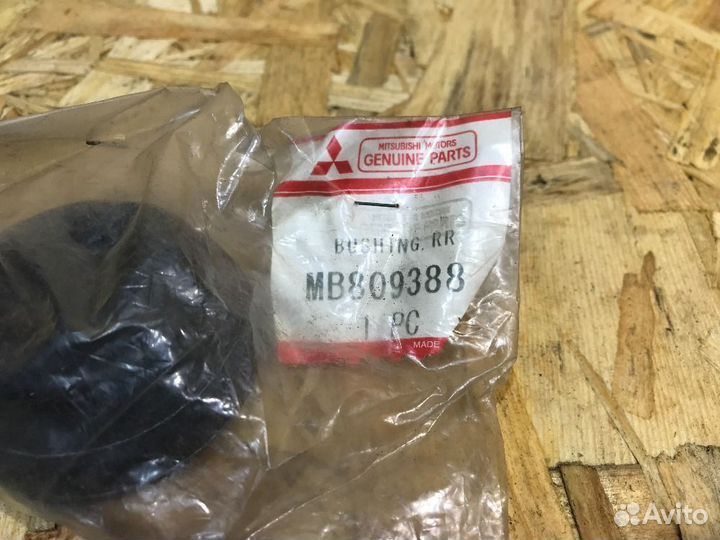 MITSUBISHI MOTORS
GENUINE PARTS
BUSHING, RR
MB809388
1 PC
MADE
Avito